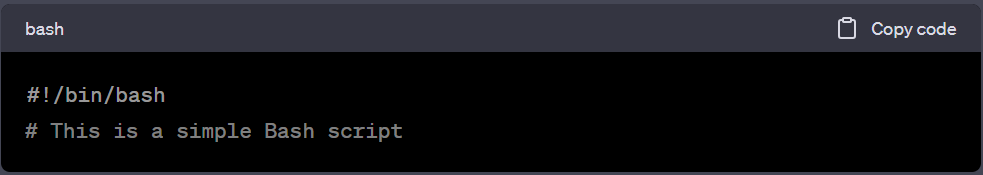 bash Copy code
#!/bin/bash
# This is a simple Bash script